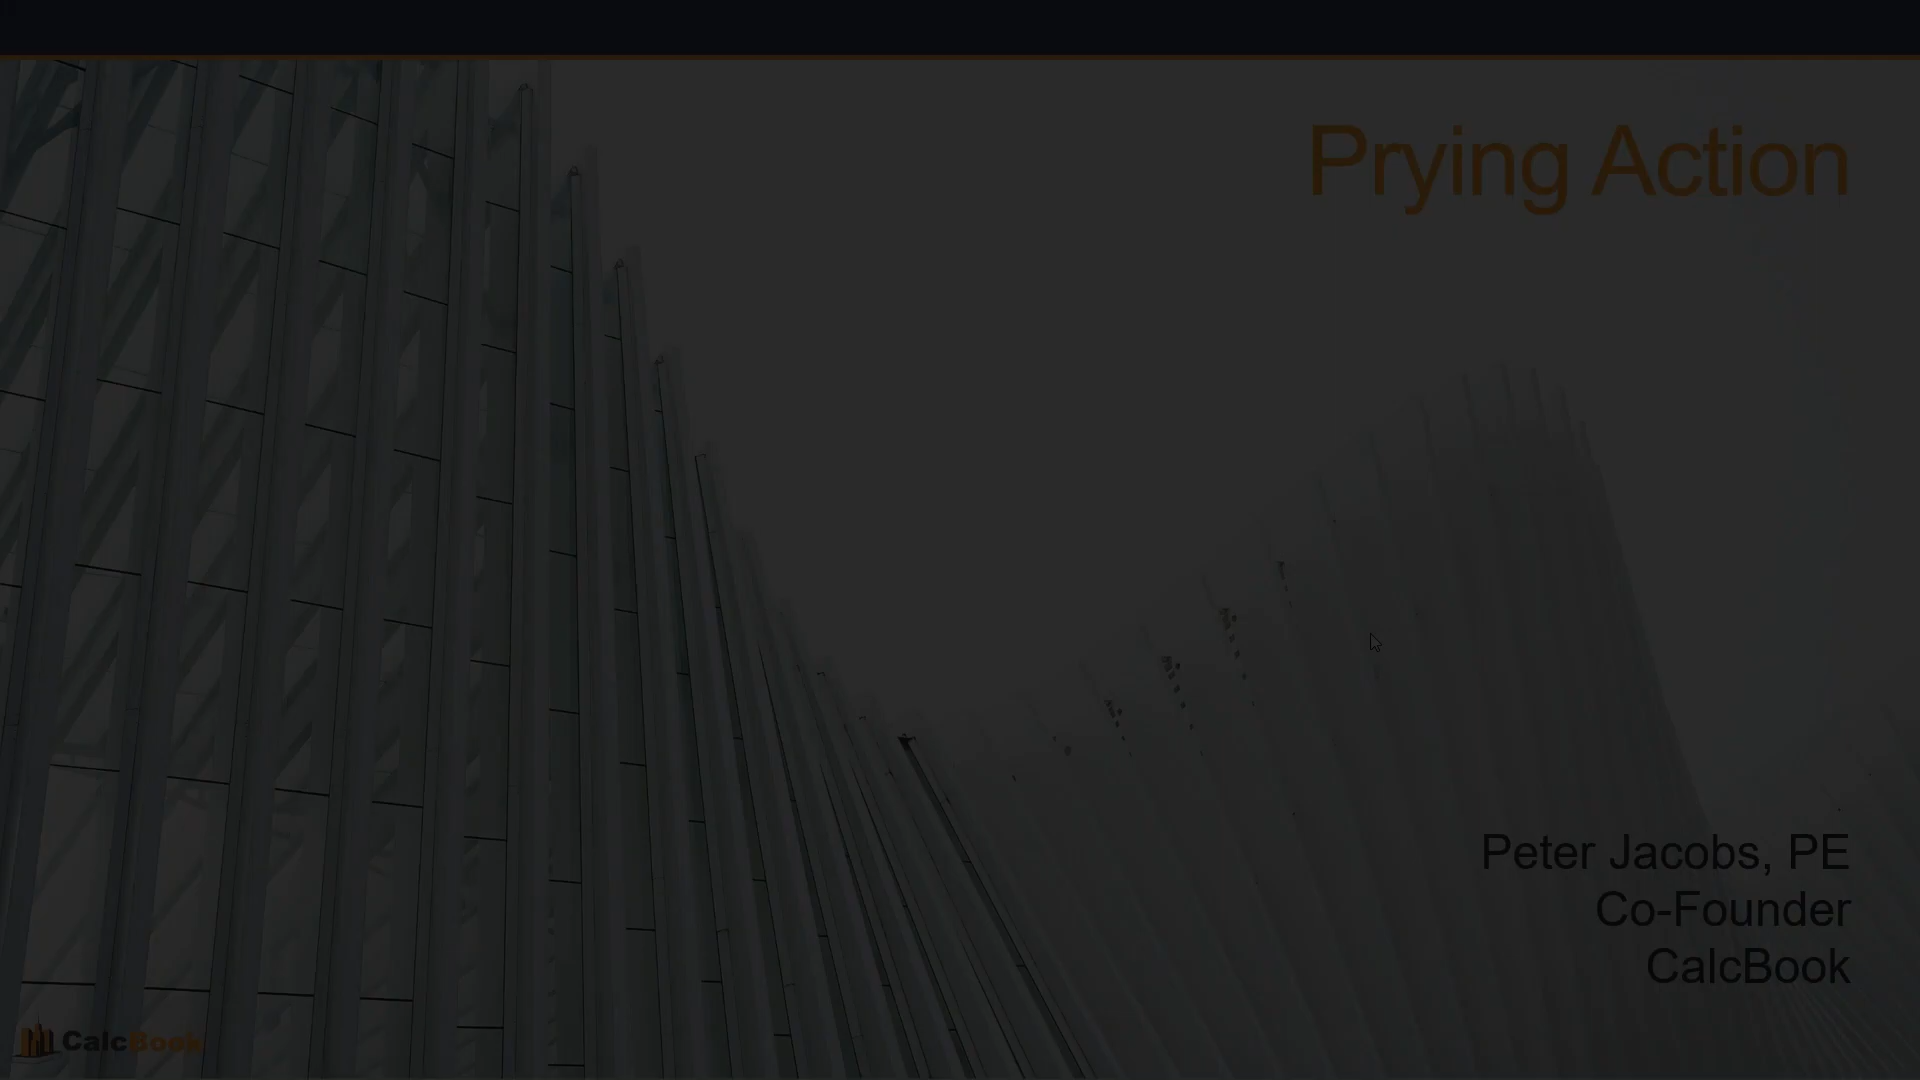 Prying Action
Peter Jacobs, PE
Co-Founder
CalcBook
CalcBook